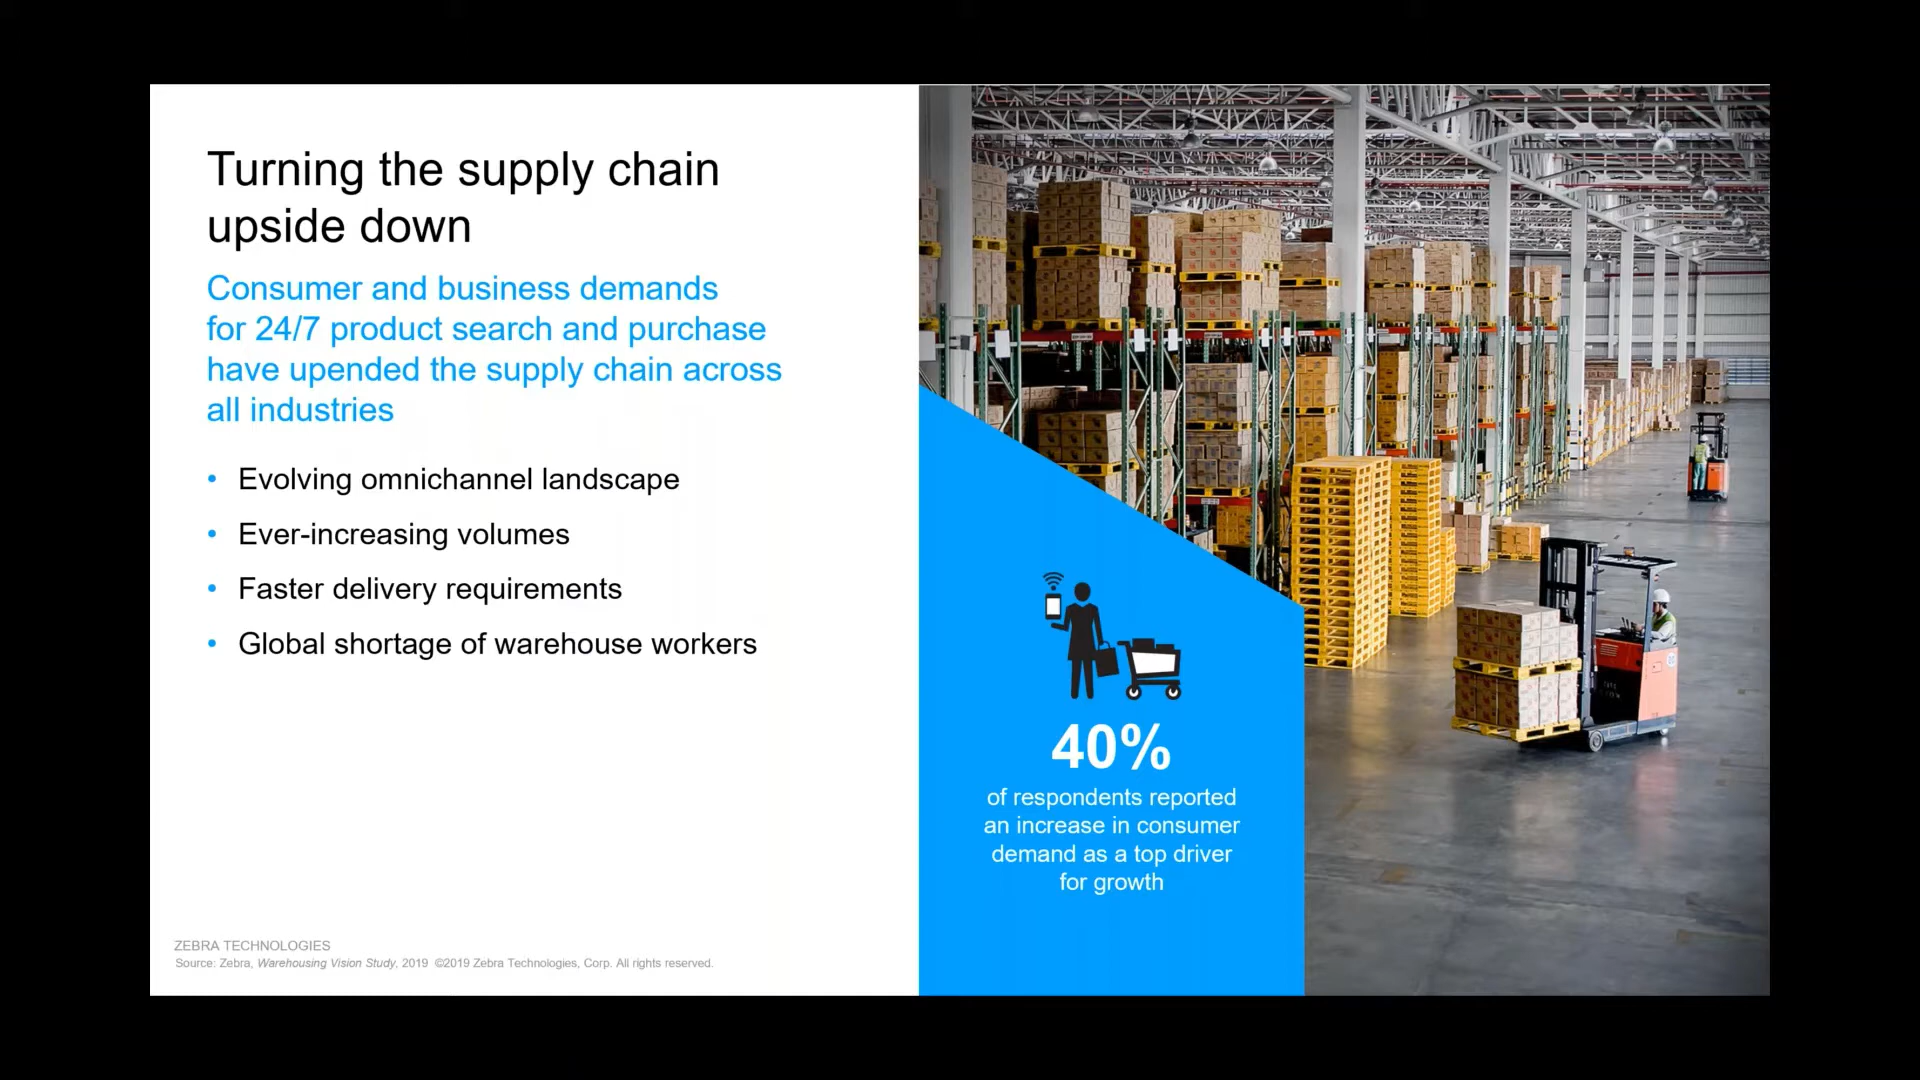 Turning the supply chain
upside down
Consumer and business demands
for 24/7 product search and purchase
have upended the supply chain across
all industries
• Evolving omnichannel landscape
• Ever-increasing volumes
• Faster delivery requirements
• Global shortage of warehouse workers
40%
of respondents reported
an increase in consumer
demand as a top driver
for growth
ZEBRA TECHNOLOGIES
Source: Zebra, Warehousing Vision Study, 2019 ©2019 Zebra Technologies, Corp. All rights reserved.